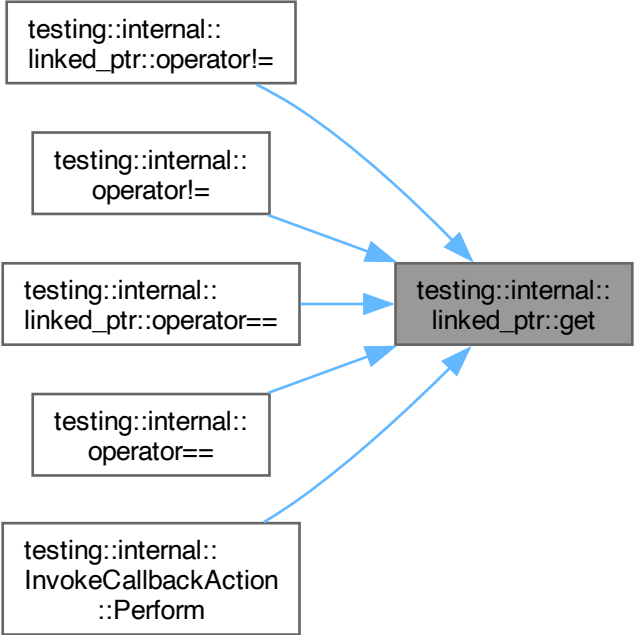 testing::internal::
linked_ptr::operator!=
testing::internal::
operator!=
testing::internal::
linked_ptr::operator==
testing::internal::
linked_ptr::get
testing::internal::
operator==
testing::internal::
InvokeCallbackAction
::Perform